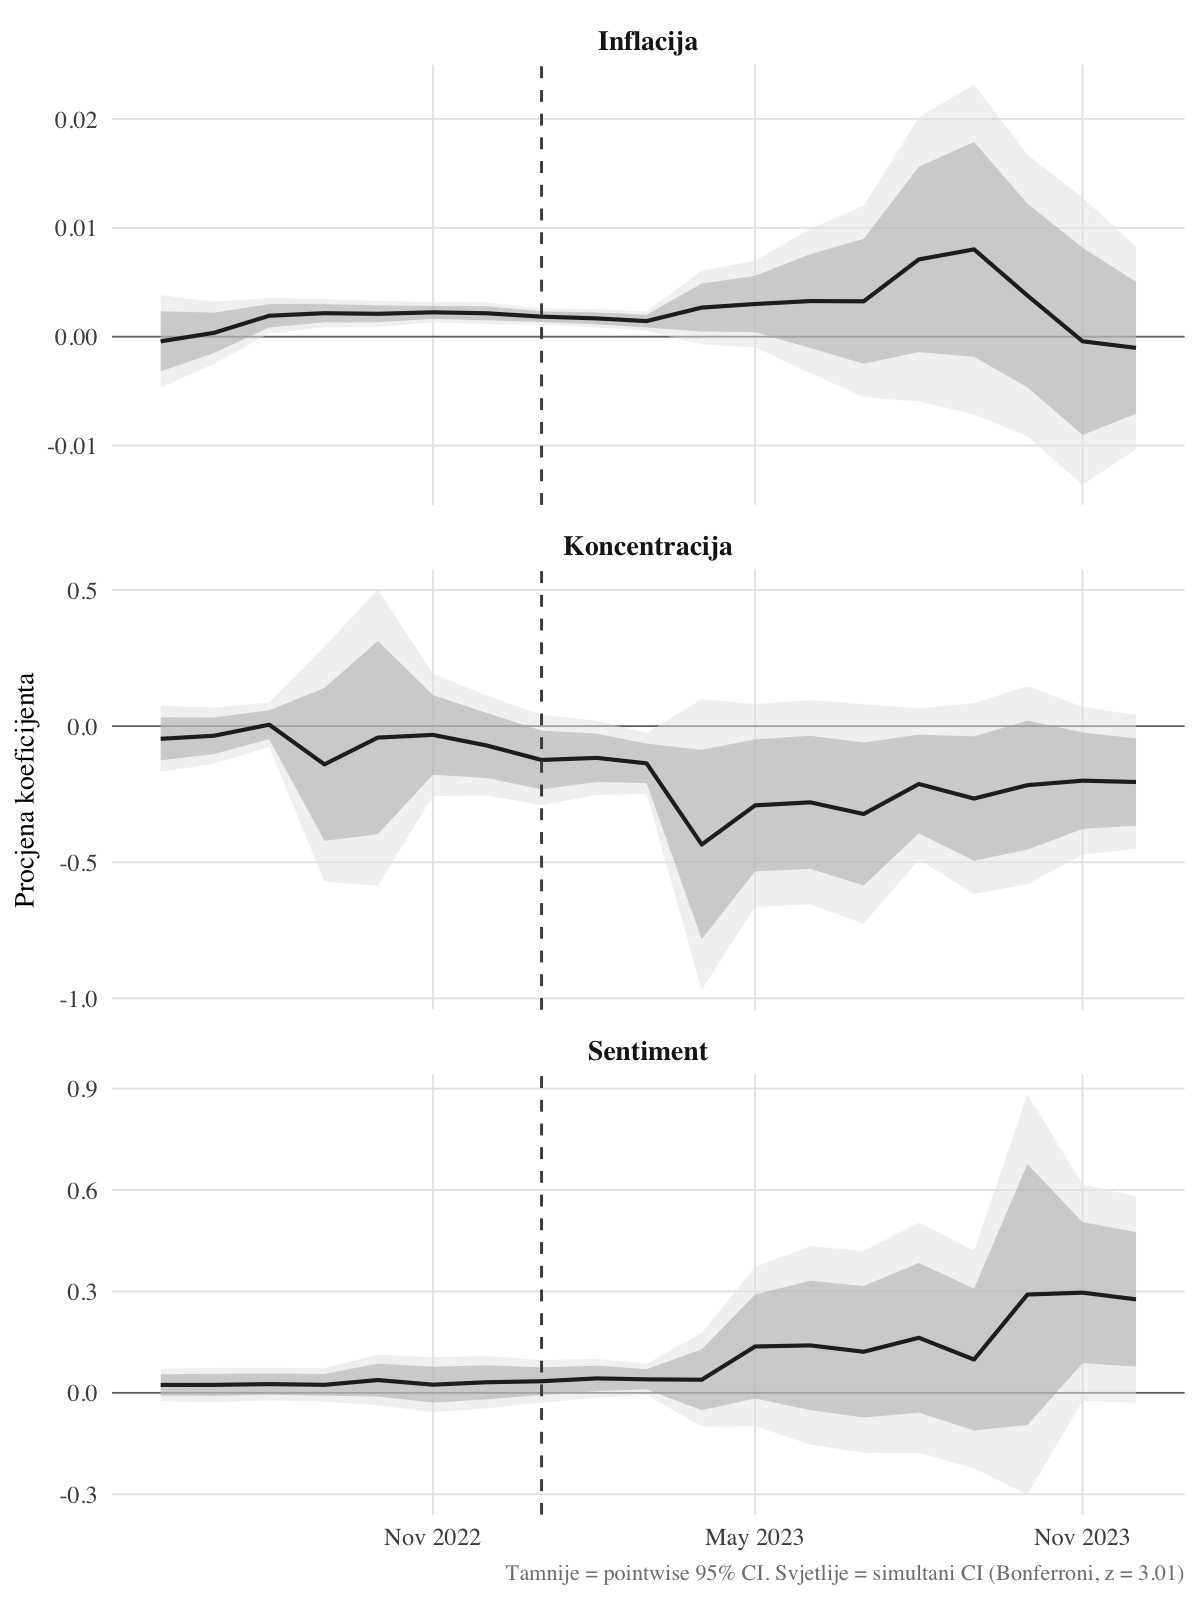 Inflacija
0.02
0.01
0.00
-0.01
Koncentracija
0.5
0.0
-0.5
-1.0
Procjena koeficijenta
Sentiment
0.9
0.6
0.3
0.0
-0.3
Nov 2022 May 2023 Nov 2023
Tamnije = pointwise 95% CI. Svjetlije = simultani CI (Bonferroni, z = 3.01)